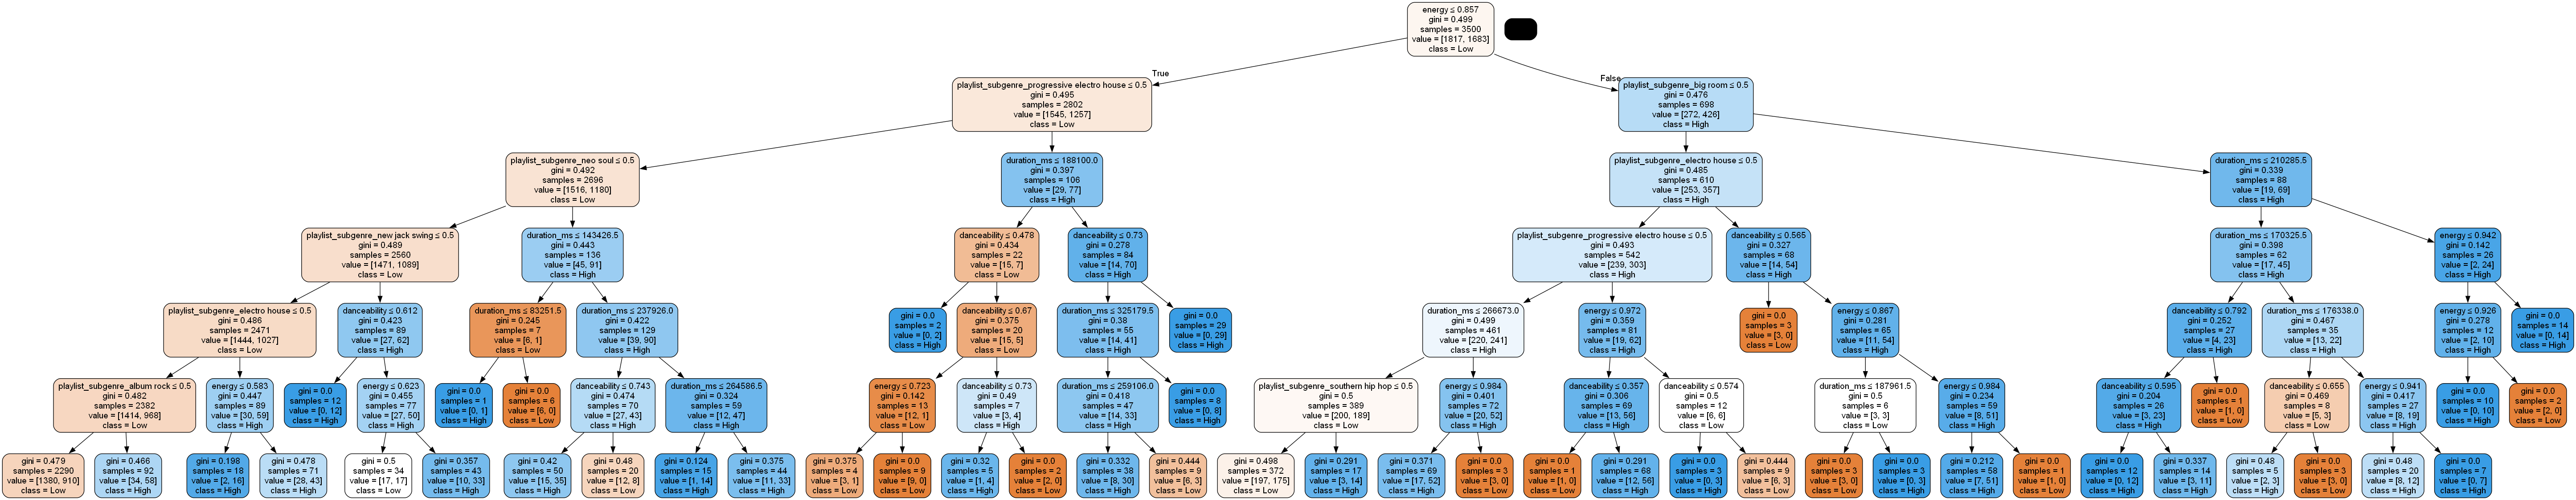 energy ≤ 0.857
gini = 0.499
samples = 3500
value = [1817, 1683]
class = Low
True
False
playlist_subgenre_progressive electro house ≤ 0.5
gini = 0.495
samples = 2802
value = [1545, 1257]
class = Low
playlist_subgenre_big room ≤ 0.5
gini = 0.476
samples = 698
value = [272, 426]
class = High
playlist_subgenre_neo soul ≤ 0.5
gini = 0.492
samples = 2696
value = [1516, 1180]
class = Low
duration_ms ≤ 188100.0
gini = 0.397
samples = 106
value = [29, 77]
class = High
playlist_subgenre_electro house ≤ 0.5
gini = 0.485
samples = 610
value = [253, 357]
class = High
duration_ms ≤ 210285.5
gini = 0.339
samples = 88
value = [19, 69]
class = High
playlist_subgenre_new jack swing ≤ 0.5
gini = 0.489
samples = 2560
value = [1471, 1089]
class = Low
duration_ms ≤ 143426.5
gini = 0.443
samples = 136
value = [45, 91]
class = High
danceability ≤ 0.478
gini = 0.434
samples = 22
value = [15, 7]
class = Low
danceability ≤ 0.73
gini = 0.278
samples = 84
value = [14, 70]
class = High
playlist_subgenre_progressive electro house ≤ 0.5
gini = 0.493
samples = 542
value = [239, 303]
class = High
danceability ≤ 0.565
gini = 0.327
samples = 68
value = [14, 54]
class = High
duration_ms ≤ 170325.5
gini = 0.398
samples = 62
value = [17, 45]
class = High
energy ≤ 0.942
gini = 0.142
samples = 26
value = [2, 24]
class = High
playlist_subgenre_electro house ≤ 0.5
gini = 0.486
samples = 2471
value = [1444, 1027]
class = Low
danceability ≤ 0.612
gini = 0.423
samples = 89
value = [27, 62]
class = High
duration_ms ≤ 83251.5
gini = 0.245
samples = 7
value = [6, 1]
class = Low
duration_ms ≤ 237926.0
gini = 0.422
samples = 129
value = [39, 90]
class = High
gini = 0.0
samples = 2
value = [0, 2]
class = High
danceability ≤ 0.67
gini = 0.375
samples = 20
value = [15, 5]
class = Low
duration_ms ≤ 325179.5
gini = 0.38
samples = 55
value = [14, 41]
class = High
gini = 0.0
samples = 29
value = [0, 29]
class = High
duration_ms ≤ 266673.0
gini = 0.499
samples = 461
value = [220, 241]
class = High
energy ≤ 0.972
gini = 0.359
samples = 81
value = [19, 62]
class = High
gini = 0.0
samples = 3
value = [3, 0]
class = Low
energy ≤ 0.867
gini = 0.281
samples = 65
value = [11, 54]
class = High
danceability ≤ 0.792
gini = 0.252
samples = 27
value = [4, 23]
class = High
duration_ms ≤ 176338.0
gini = 0.467
samples = 35
value = [13, 22]
class = High
energy ≤ 0.926
gini = 0.278
samples = 12
value = [2, 10]
class = High
gini = 0.0
samples = 14
value = [0, 14]
class = High
playlist_subgenre_album rock ≤ 0.5
gini = 0.482
samples = 2382
value = [1414, 968]
class = Low
energy ≤ 0.583
gini = 0.447
samples = 89
value = [30, 59]
class = High
gini = 0.0
samples = 12
value = [0, 12]
class = High
energy ≤ 0.623
gini = 0.455
samples = 77
value = [27, 50]
class = High
gini = 0.0
samples = 1
value = [0, 1]
class = High
gini = 0.0
samples = 6
value = [6, 0]
class = Low
danceability ≤ 0.743
gini = 0.474
samples = 70
value = [27, 43]
class = High
duration_ms ≤ 264586.5
gini = 0.324
samples = 59
value = [12, 47]
class = High
energy ≤ 0.723
gini = 0.142
samples = 13
value = [12, 1]
class = Low
danceability ≤ 0.73
gini = 0.49
samples = 7
value = [3, 4]
class = High
duration_ms ≤ 259106.0
gini = 0.418
samples = 47
value = [14, 33]
class = High
gini = 0.0
samples = 8
value = [0, 8]
class = High
playlist_subgenre_southern hip hop ≤ 0.5
gini = 0.5
samples = 389
value = [200, 189]
class = Low
energy ≤ 0.984
gini = 0.401
samples = 72
value = [20, 52]
class = High
danceability ≤ 0.357
gini = 0.306
samples = 69
value = [13, 56]
class = High
danceability ≤ 0.574
gini = 0.5
samples = 12
value = [6, 6]
class = Low
duration_ms ≤ 187961.5
gini = 0.5
samples = 6
value = [3, 3]
class = Low
energy ≤ 0.984
gini = 0.234
samples = 59
value = [8, 51]
class = High
danceability ≤ 0.595
gini = 0.204
samples = 26
value = [3, 23]
class = High
gini = 0.0
samples = 1
value = [1, 0]
class = Low
danceability ≤ 0.655
gini = 0.469
samples = 8
value = [5, 3]
class = Low
energy ≤ 0.941
gini = 0.417
samples = 27
value = [8, 19]
class = High
gini = 0.0
samples = 10
value = [0, 10]
class = High
gini = 0.0
samples = 2
value = [2, 0]
class = Low
gini = 0.479
samples = 2290
value = [1380, 910]
class = Low
gini = 0.466
samples = 92
value = [34, 58]
class = High
gini = 0.198
samples = 18
value = [2, 16]
class = High
gini = 0.478
samples = 71
value = [28, 43]
class = High
gini = 0.5
samples = 34
value = [17, 17]
class = Low
gini = 0.357
samples = 43
value = [10, 33]
class = High
gini = 0.42
samples = 50
value = [15, 35]
class = High
gini = 0.48
samples = 20
value = [12, 8]
class = Low
gini = 0.124
samples = 15
value = [1, 14]
class = High
gini = 0.375
samples = 44
value = [11, 33]
class = High
gini = 0.375
samples = 4
value = [3, 1]
class = Low
gini = 0.0
samples = 9
value = [9, 0]
class = Low
gini = 0.32
samples = 5
value = [1, 4]
class = High
gini = 0.0
samples = 2
value = [2, 0]
class = Low
gini = 0.332
samples = 38
value = [8, 30]
class = High
gini = 0.444
samples = 9
value = [6, 3]
class = Low
gini = 0.498
samples = 372
value = [197, 175]
class = Low
gini = 0.291
samples = 17
value = [3, 14]
class = High
gini = 0.371
samples = 69
value = [17, 52]
class = High
gini = 0.0
samples = 3
value = [3, 0]
class = Low
gini = 0.0
samples = 1
value = [1, 0]
class = Low
gini = 0.291
samples = 68
value = [12, 56]
class = High
gini = 0.0
samples = 3
value = [0, 3]
class = High
gini = 0.444
samples = 9
value = [6, 3]
class = Low
gini = 0.0
samples = 3
value = [3, 0]
class = Low
gini = 0.0
samples = 3
value = [0, 3]
class = High
gini = 0.212
samples = 58
value = [7, 51]
class = High
gini = 0.0
samples = 1
value = [1, 0]
class = Low
gini = 0.0
samples = 12
value = [0, 12]
class = High
gini = 0.337
samples = 14
value = [3, 11]
class = High
gini = 0.48
samples = 5
value = [2, 3]
class = High
gini = 0.0
samples = 3
value = [3, 0]
class = Low
gini = 0.48
samples = 20
value = [8, 12]
class = High
gini = 0.0
samples = 7
value = [0, 7]
class = High